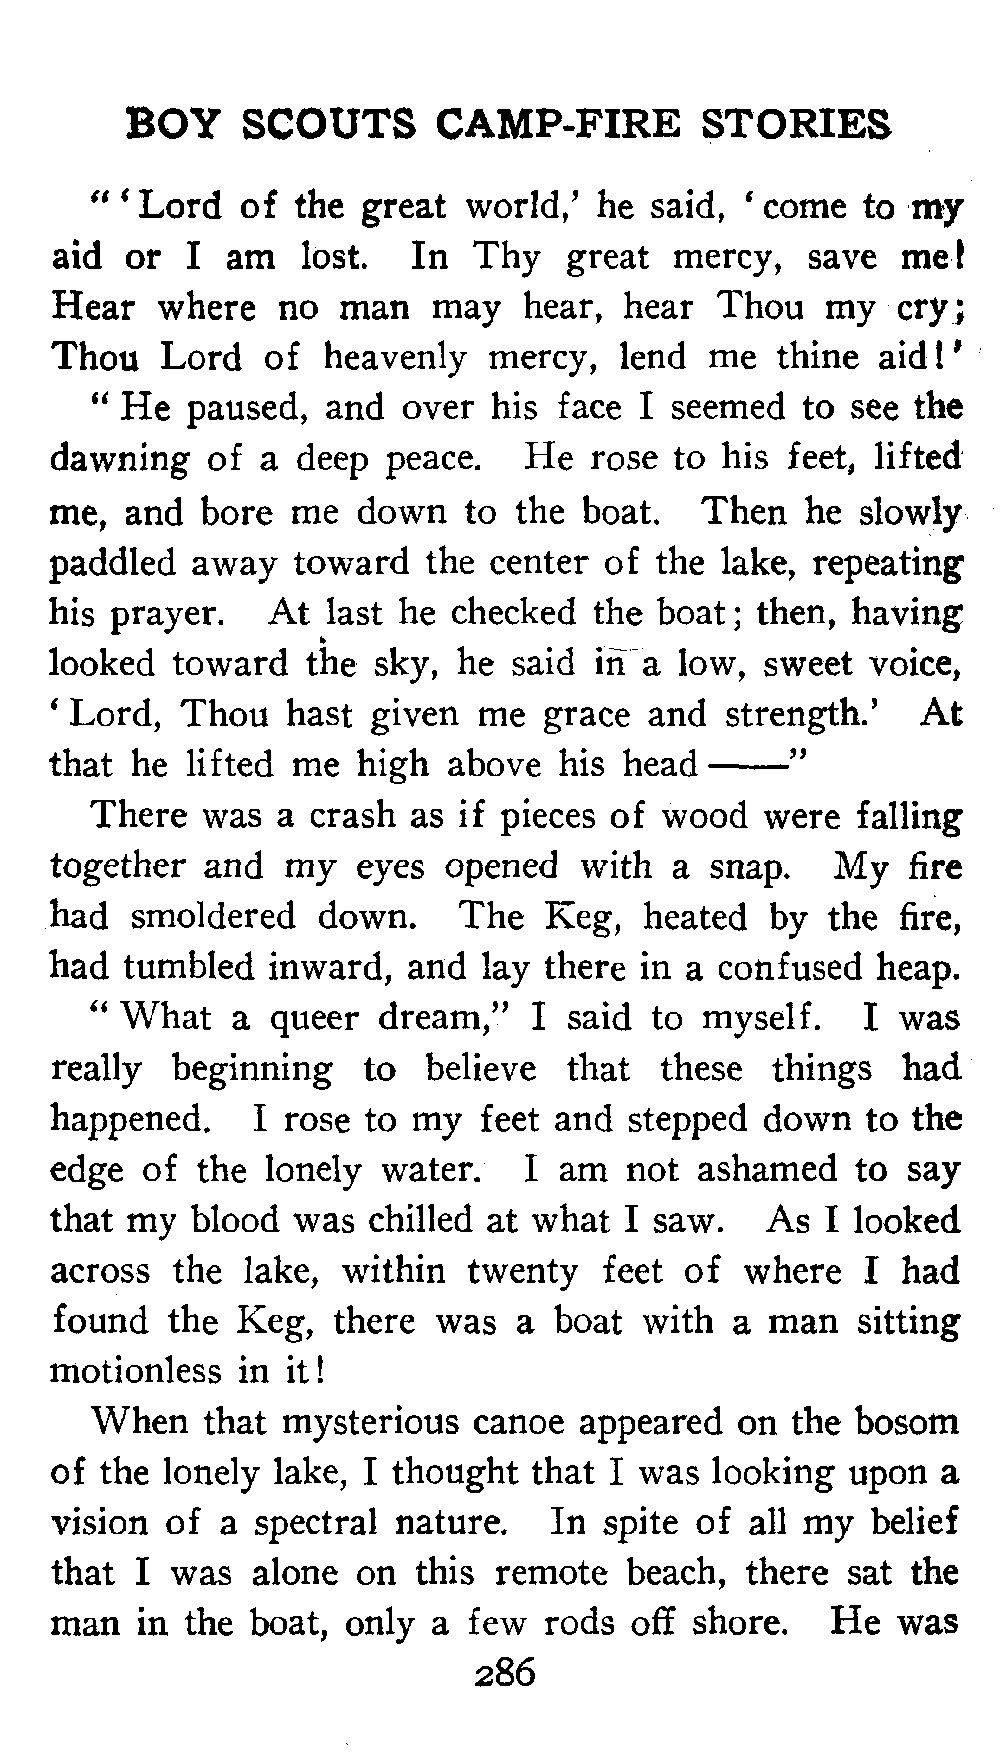 BOY SCOUTS CAMP-FIRE STORIES
" 'Lord of the great world,' he said, 'come to my
aid or I am lost. In Thy great mercy, save me!
Hear where no man may hear, hear Thou my cry;
Thou Lord of heavenly mercy, lend me thine aid!'
" He paused, and over his face I seemed to see the
dawning of a deep peace. He rose to his feet, lifted
me, and bore me down to the boat. Then he slowly
paddled away toward the center of the lake, repeating
his prayer. At last he checked the boat; then, having
looked toward the sky, he said in a low, sweet voice,
'Lord, Thou hast given me grace and strength.' At
that he lifted me high above his head ——"
There was a crash as if pieces of wood were falling
together and my eyes opened with a snap. My fire
had smoldered down. The Keg, heated by the fire,
had tumbled inward, and lay there in a confused heap.
" What a queer dream," I said to myself. I was
really beginning to believe that these things had
happened. I rose to my feet and stepped down to the
edge of the lonely water. I am not ashamed to say
that my blood was chilled at what I saw. As I looked
across the lake, within twenty feet of where I had
found the Keg, there was a boat with a man sitting
motionless in it!
When that mysterious canoe appeared on the bosom
of the lonely lake, I thought that I was looking upon a
vision of a spectral nature. In spite of all my belief
that I was alone on this remote beach, there sat the
man in the boat, only a few rods off shore. He was
286